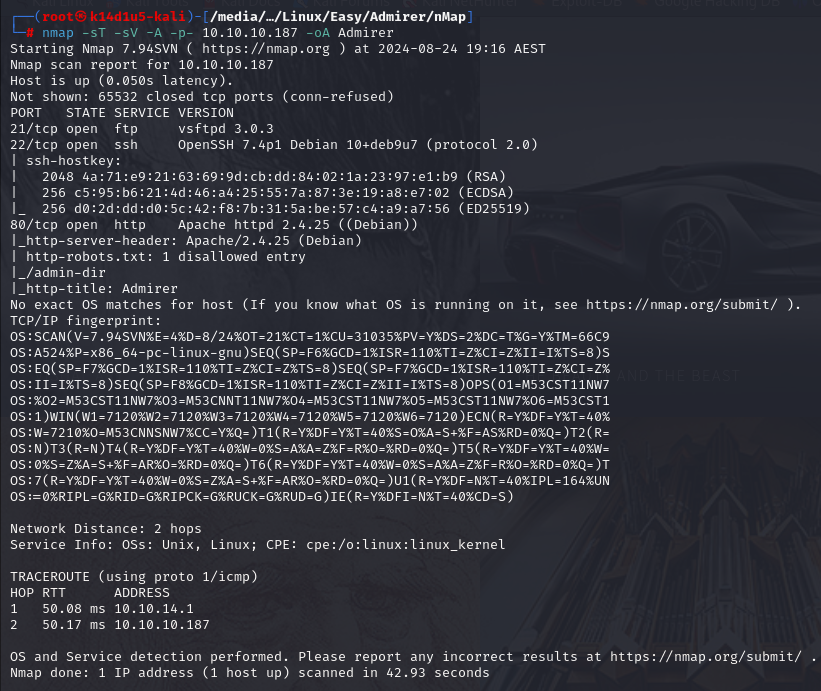 ┌──(root㉿k14d1u5-kali)-[/media/…/Linux/Easy/Admirer/nMap]
└─# nmap -sT -sV -A -p- 10.10.10.187 -oA Admirer
Starting Nmap 7.94SVN ( https://nmap.org ) at 2024-08-24 19:16 AEST
Nmap scan report for 10.10.10.187
Host is up (0.050s latency).
Not shown: 65532 closed tcp ports (conn-refused)
PORT   STATE SERVICE VERSION
21/tcp open  ftp     vsftpd 3.0.3
22/tcp open  ssh     OpenSSH 7.4p1 Debian 10+deb9u7 (protocol 2.0)
| ssh-hostkey:
|   2048 4a:71:e9:21:63:69:9d:cb:dd:84:02:1a:23:97:e1:b9 (RSA)
|   256 c5:95:b6:21:4d:46:a4:25:55:7a:87:3e:19:a8:e7:02 (ECDSA)
|_  256 d0:2d:dd:d0:5c:42:f8:7b:31:5a:be:57:c4:a9:a7:56 (ED25519)
80/tcp open  http    Apache httpd 2.4.25 ((Debian))
|_http-server-header: Apache/2.4.25 (Debian)
| http-robots.txt: 1 disallowed entry
|_/admin-dir
|_http-title: Admirer
No exact OS matches for host (If you know what OS is running on it, see https://nmap.org/submit/ ).
TCP/IP fingerprint:
OS:SCAN(V=7.94SVN%E=4%D=8/24%OT=21%CT=1%CU=31035%PV=Y%DS=2%DC=T%G=Y%TM=66C9
OS:A524%P=x86_64-pc-linux-gnu)SEQ(SP=F6%GCD=1%ISR=110%TI=Z%CI=Z%II=I%TS=8)S
OS:EQ(SP=F7%GCD=1%ISR=110%TI=Z%CI=Z%TS=8)SEQ(SP=F7%GCD=1%ISR=110%TI=Z%CI=Z%
OS:II=I%TS=8)SEQ(SP=F8%GCD=1%ISR=110%TI=Z%CI=Z%II=I%TS=8)OPS(O1=M53CST11NW7
OS:%O2=M53CST11NW7%O3=M53CNNT11NW7%O4=M53CST11NW7%O5=M53CST11NW7%O6=M53CST1
OS:1)WIN(W1=7120%W2=7120%W3=7120%W4=7120%W5=7120%W6=7120)ECN(R=Y%DF=Y%T=40%
OS:W=7210%O=M53CNNSNW7%CC=Y%Q=)T1(R=Y%DF=Y%T=40%S=O%A=S+%F=AS%RD=0%Q=)T2(R=
OS:N)T3(R=N)T4(R=Y%DF=Y%T=40%W=0%S=A%A=Z%F=R%O=%RD=0%Q=)T5(R=Y%DF=Y%T=40%W=
OS:0%S=Z%A=S+%F=AR%O=%RD=0%Q=)T6(R=Y%DF=Y%T=40%W=0%S=A%A=Z%F=R%O=%RD=0%Q=)T
OS:7(R=Y%DF=Y%T=40%W=0%S=Z%A=S+%F=AR%O=%RD=0%Q=)U1(R=Y%DF=N%T=40%IPL=164%UN
OS:=0%RIPL=G%RID=G%RIPCK=G%RUCK=G%RUD=G)IE(R=Y%DFI=N%T=40%CD=S)
AND THE BEAST
Network Distance: 2 hops
Service Info: OSs: Unix, Linux; CPE: cpe:/o:linux:linux_kernel
TRACEROUTE (using proto 1/icmp)
HOP RTT      ADDRESS
1   50.08 ms 10.10.14.1
2   50.17 ms 10.10.10.187
OS and Service detection performed. Please report any incorrect results at https://nmap.org/submit/ .
Nmap done: 1 IP address (1 host up) scanned in 42.93 seconds